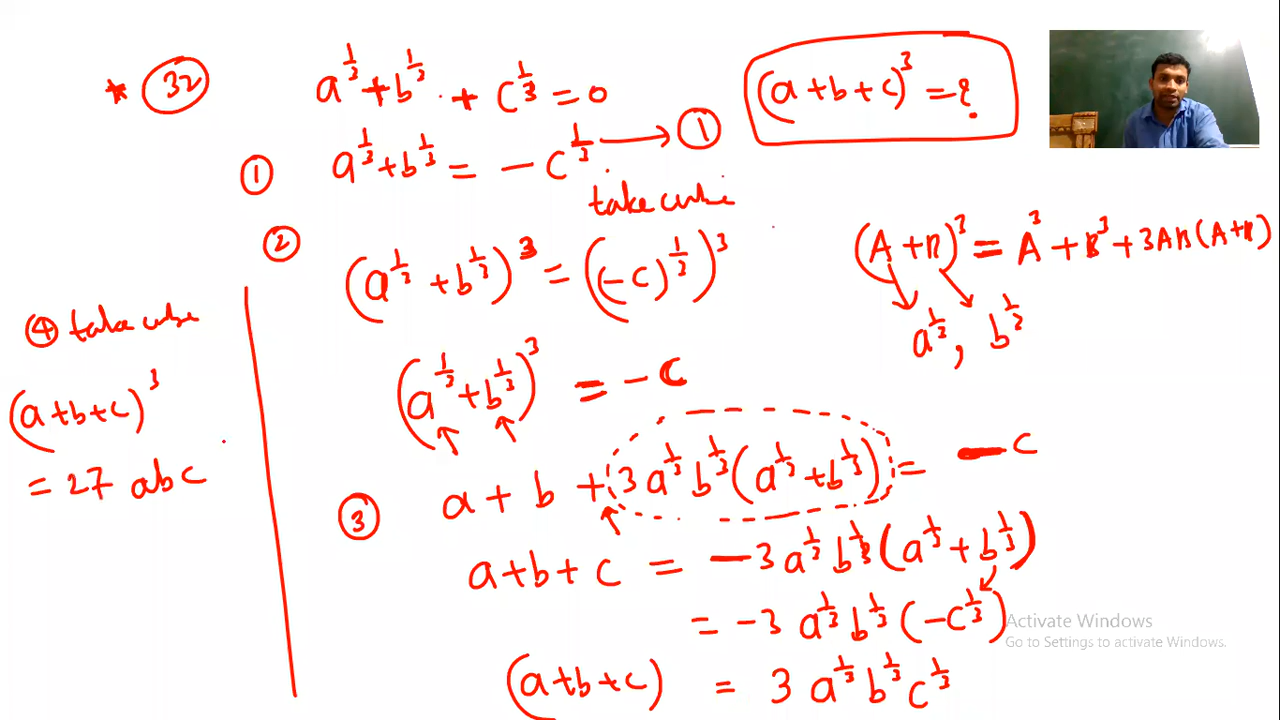 * 32 a^{1/3} + b^{1/3} + c^{1/3} = 0
(a+b+c)^3 = ?
① a^{1/3} + b^{1/3} = - c^{1/3} → ①
take cube
② (a^{1/3} + b^{1/3})^3 = ((-c)^{1/3})^3
(A+B)^3 = A^3 + B^3 + 3AB(A+B)
a^{1/3}, b^{1/3}
(a^{1/3} + b^{1/3})^3 = -c
③ a + b + 3a^{1/3} b^{1/3} (a^{1/3} + b^{1/3}) = -c
a+b+c = -3a^{1/3} b^{1/3} (a^{1/3} + b^{1/3})
= -3 a^{1/3} b^{1/3} (-c^{1/3})
(a+b+c) = 3 a^{1/3} b^{1/3} c^{1/3}
④ take cube
(a+b+c)^3
= 27 abc
Activate Windows
Go to Settings to activate Windows.